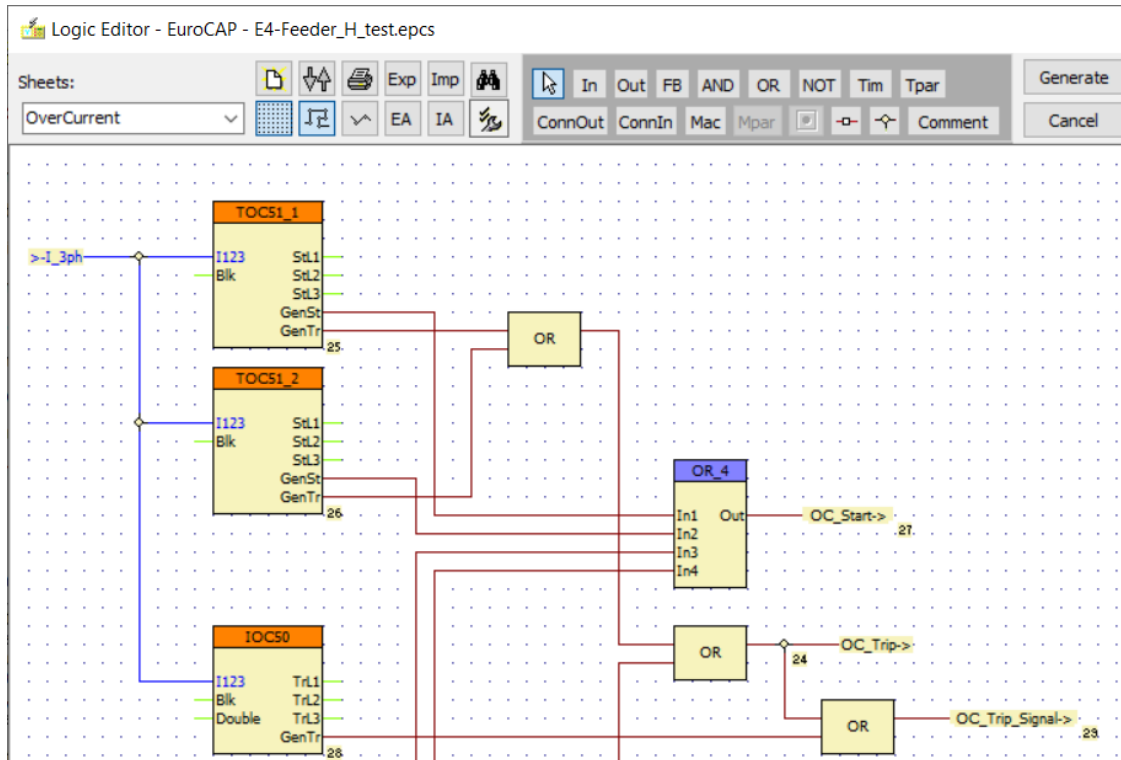 Logic Editor - EuroCAP - E4-Feeder_H_test.epcs
Sheets:
OverCurrent
Exp Imp
EA IA
In Out FB AND OR NOT Tim Tpar
ConnOut ConnIn Mac Mpar Comment
Generate
Cancel
TOC51_1
>-I_3ph
I123 StL1
Blk StL2
StL3
GenSt
GenTr
25
OR
TOC51_2
I123 StL1
Blk StL2
StL3
GenSt
GenTr
26
OR_4
In1 Out
In2
In3
In4
OC_Start->
27
IOC50
I123 TrL1
Blk TrL2
Double TrL3
GenTr
28
OR
OC_Trip->
24
OR
OC_Trip_Signal->
29